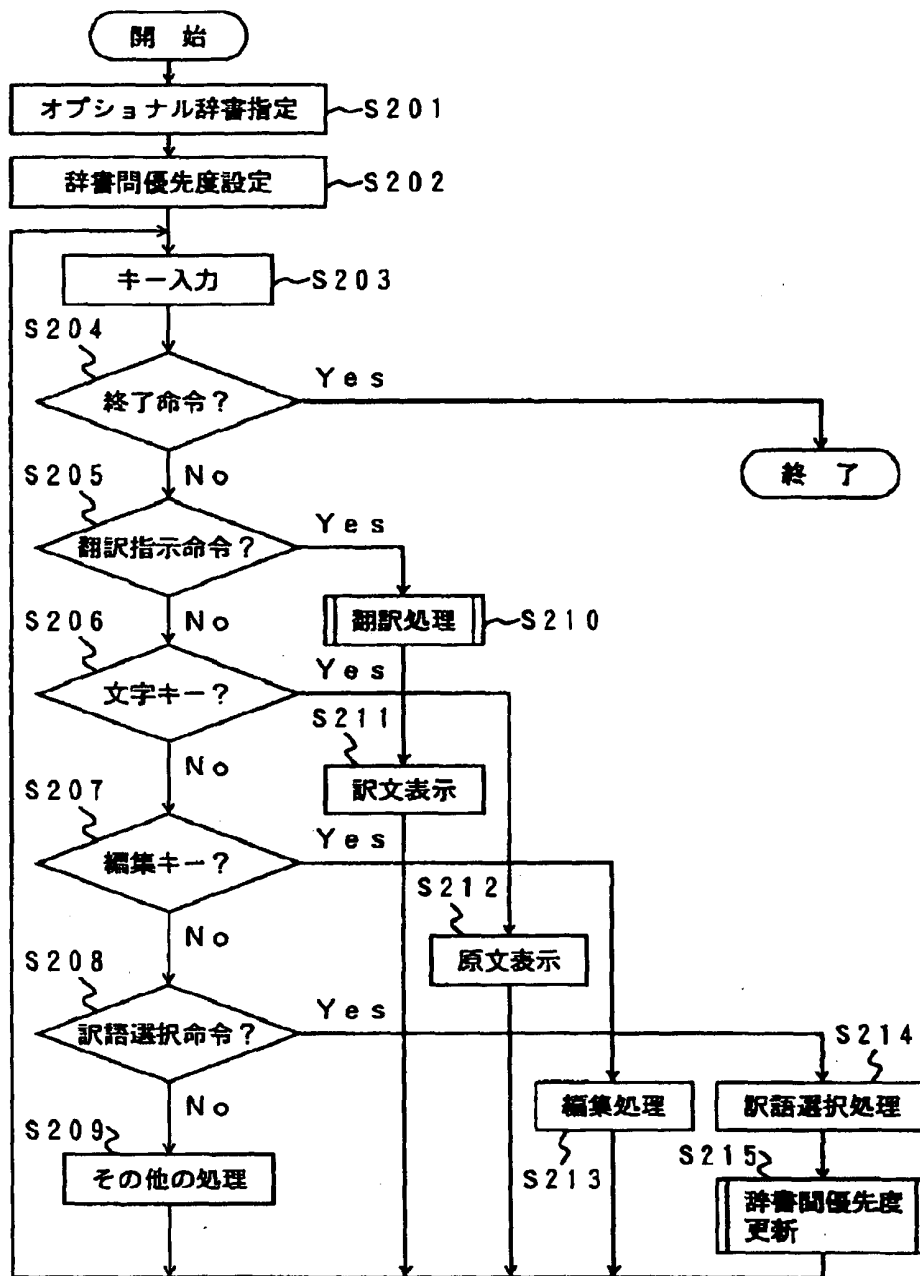 開 始
オプショナル辞書指定 S201
辞書間優先度設定 S202
キー入力 S203
S204
終了命令? Yes
終 了
No
S205
翻訳指示命令? Yes
翻訳処理 S210
No
S206
文字キー? Yes
S211
訳文表示
No
S207
編集キー? Yes
S212
原文表示
No
S208
訳語選択命令? Yes
S214
訳語選択処理
編集処理
S213
No
S209
その他の処理
S215
辞書間優先度
更新